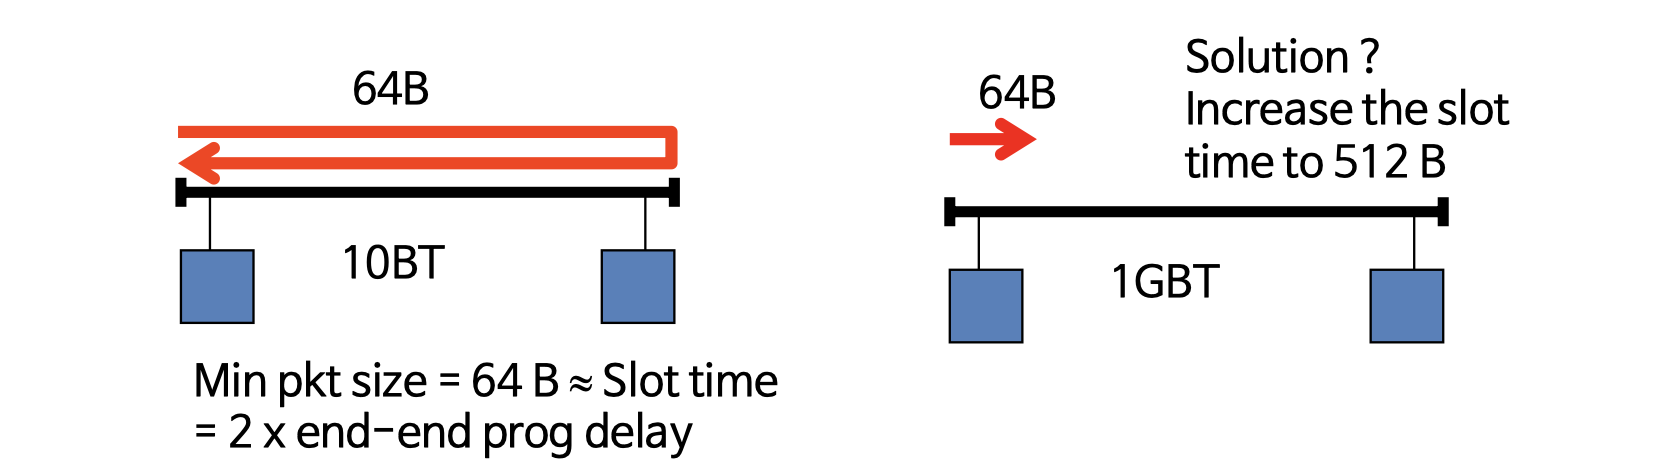 64B
10BT
Min pkt size = 64 B ≈ Slot time
= 2 x end-end prog delay
64B
Solution ?
Increase the slot
time to 512 B
1GBT